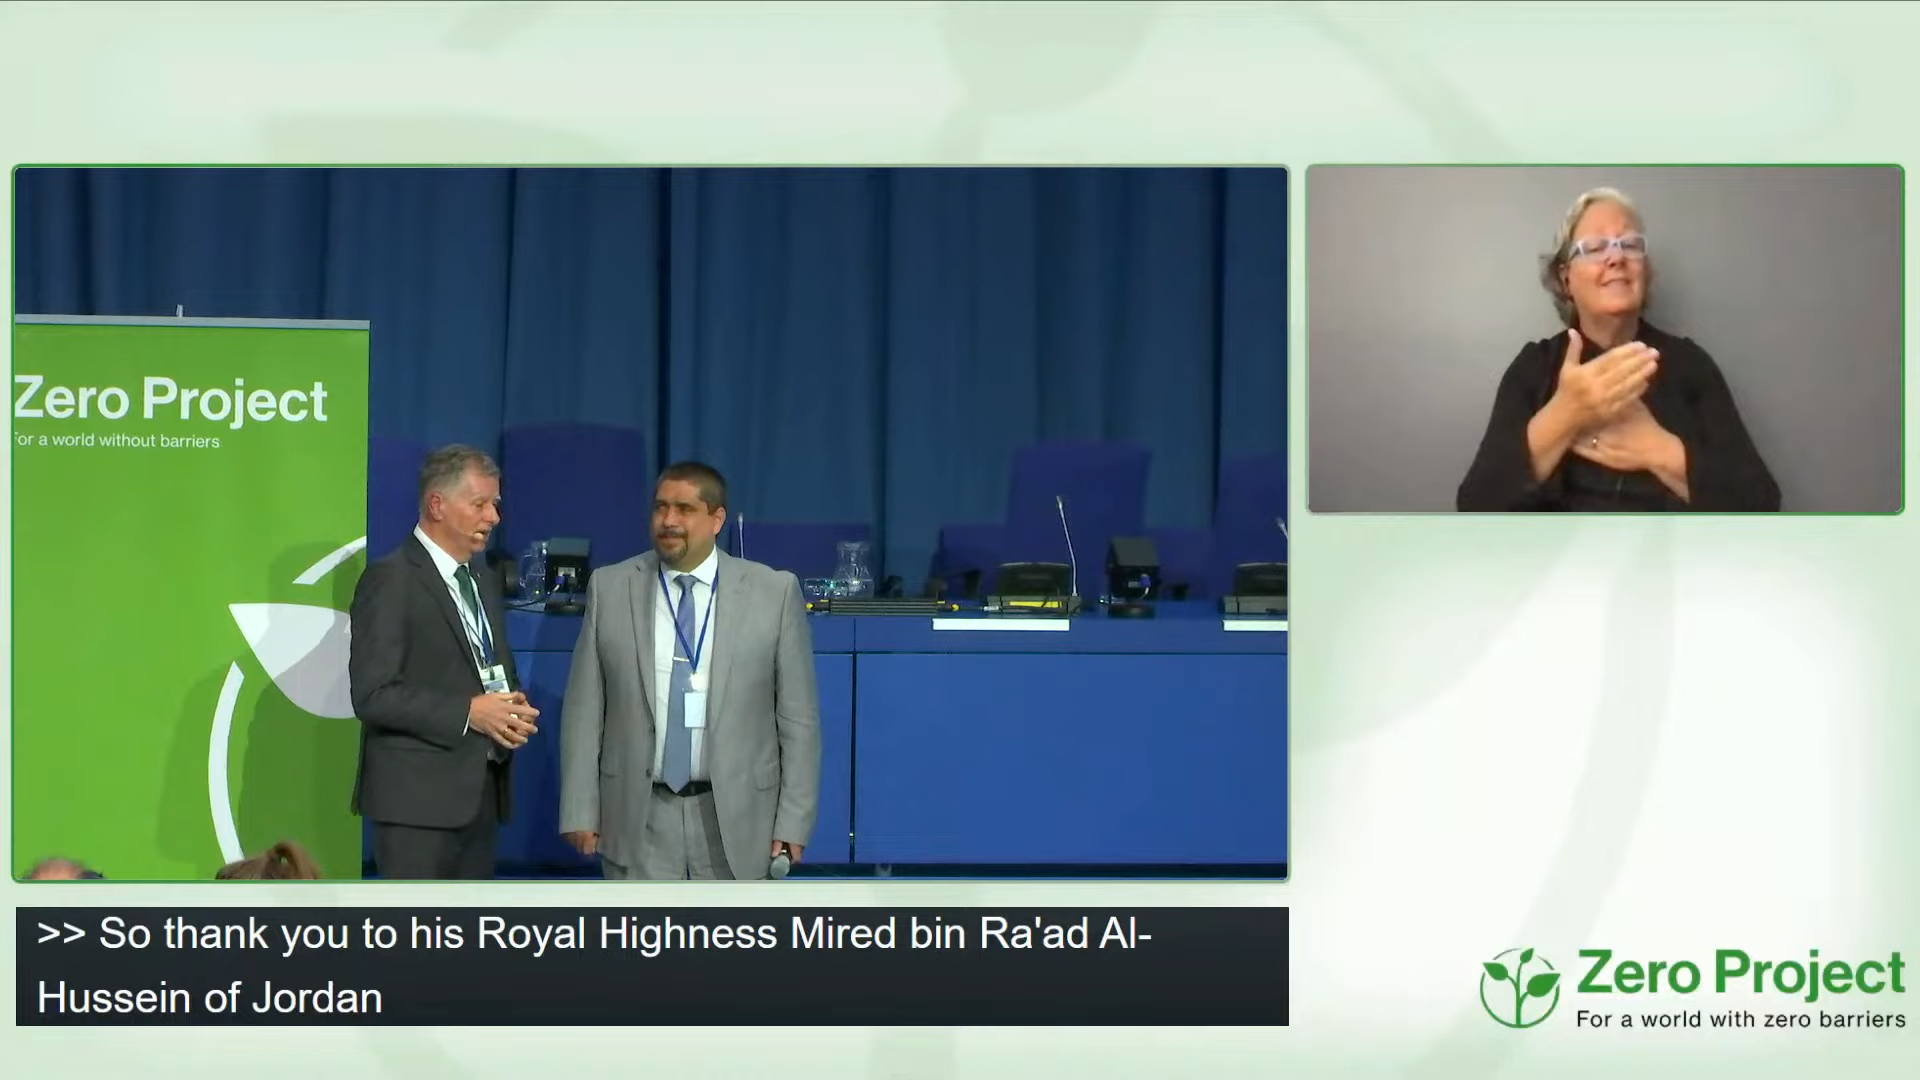 Zero Project
For a world without barriers
>> So thank you to his Royal Highness Mired bin Ra'ad Al-
Hussein of Jordan
Zero Project
For a world with zero barriers